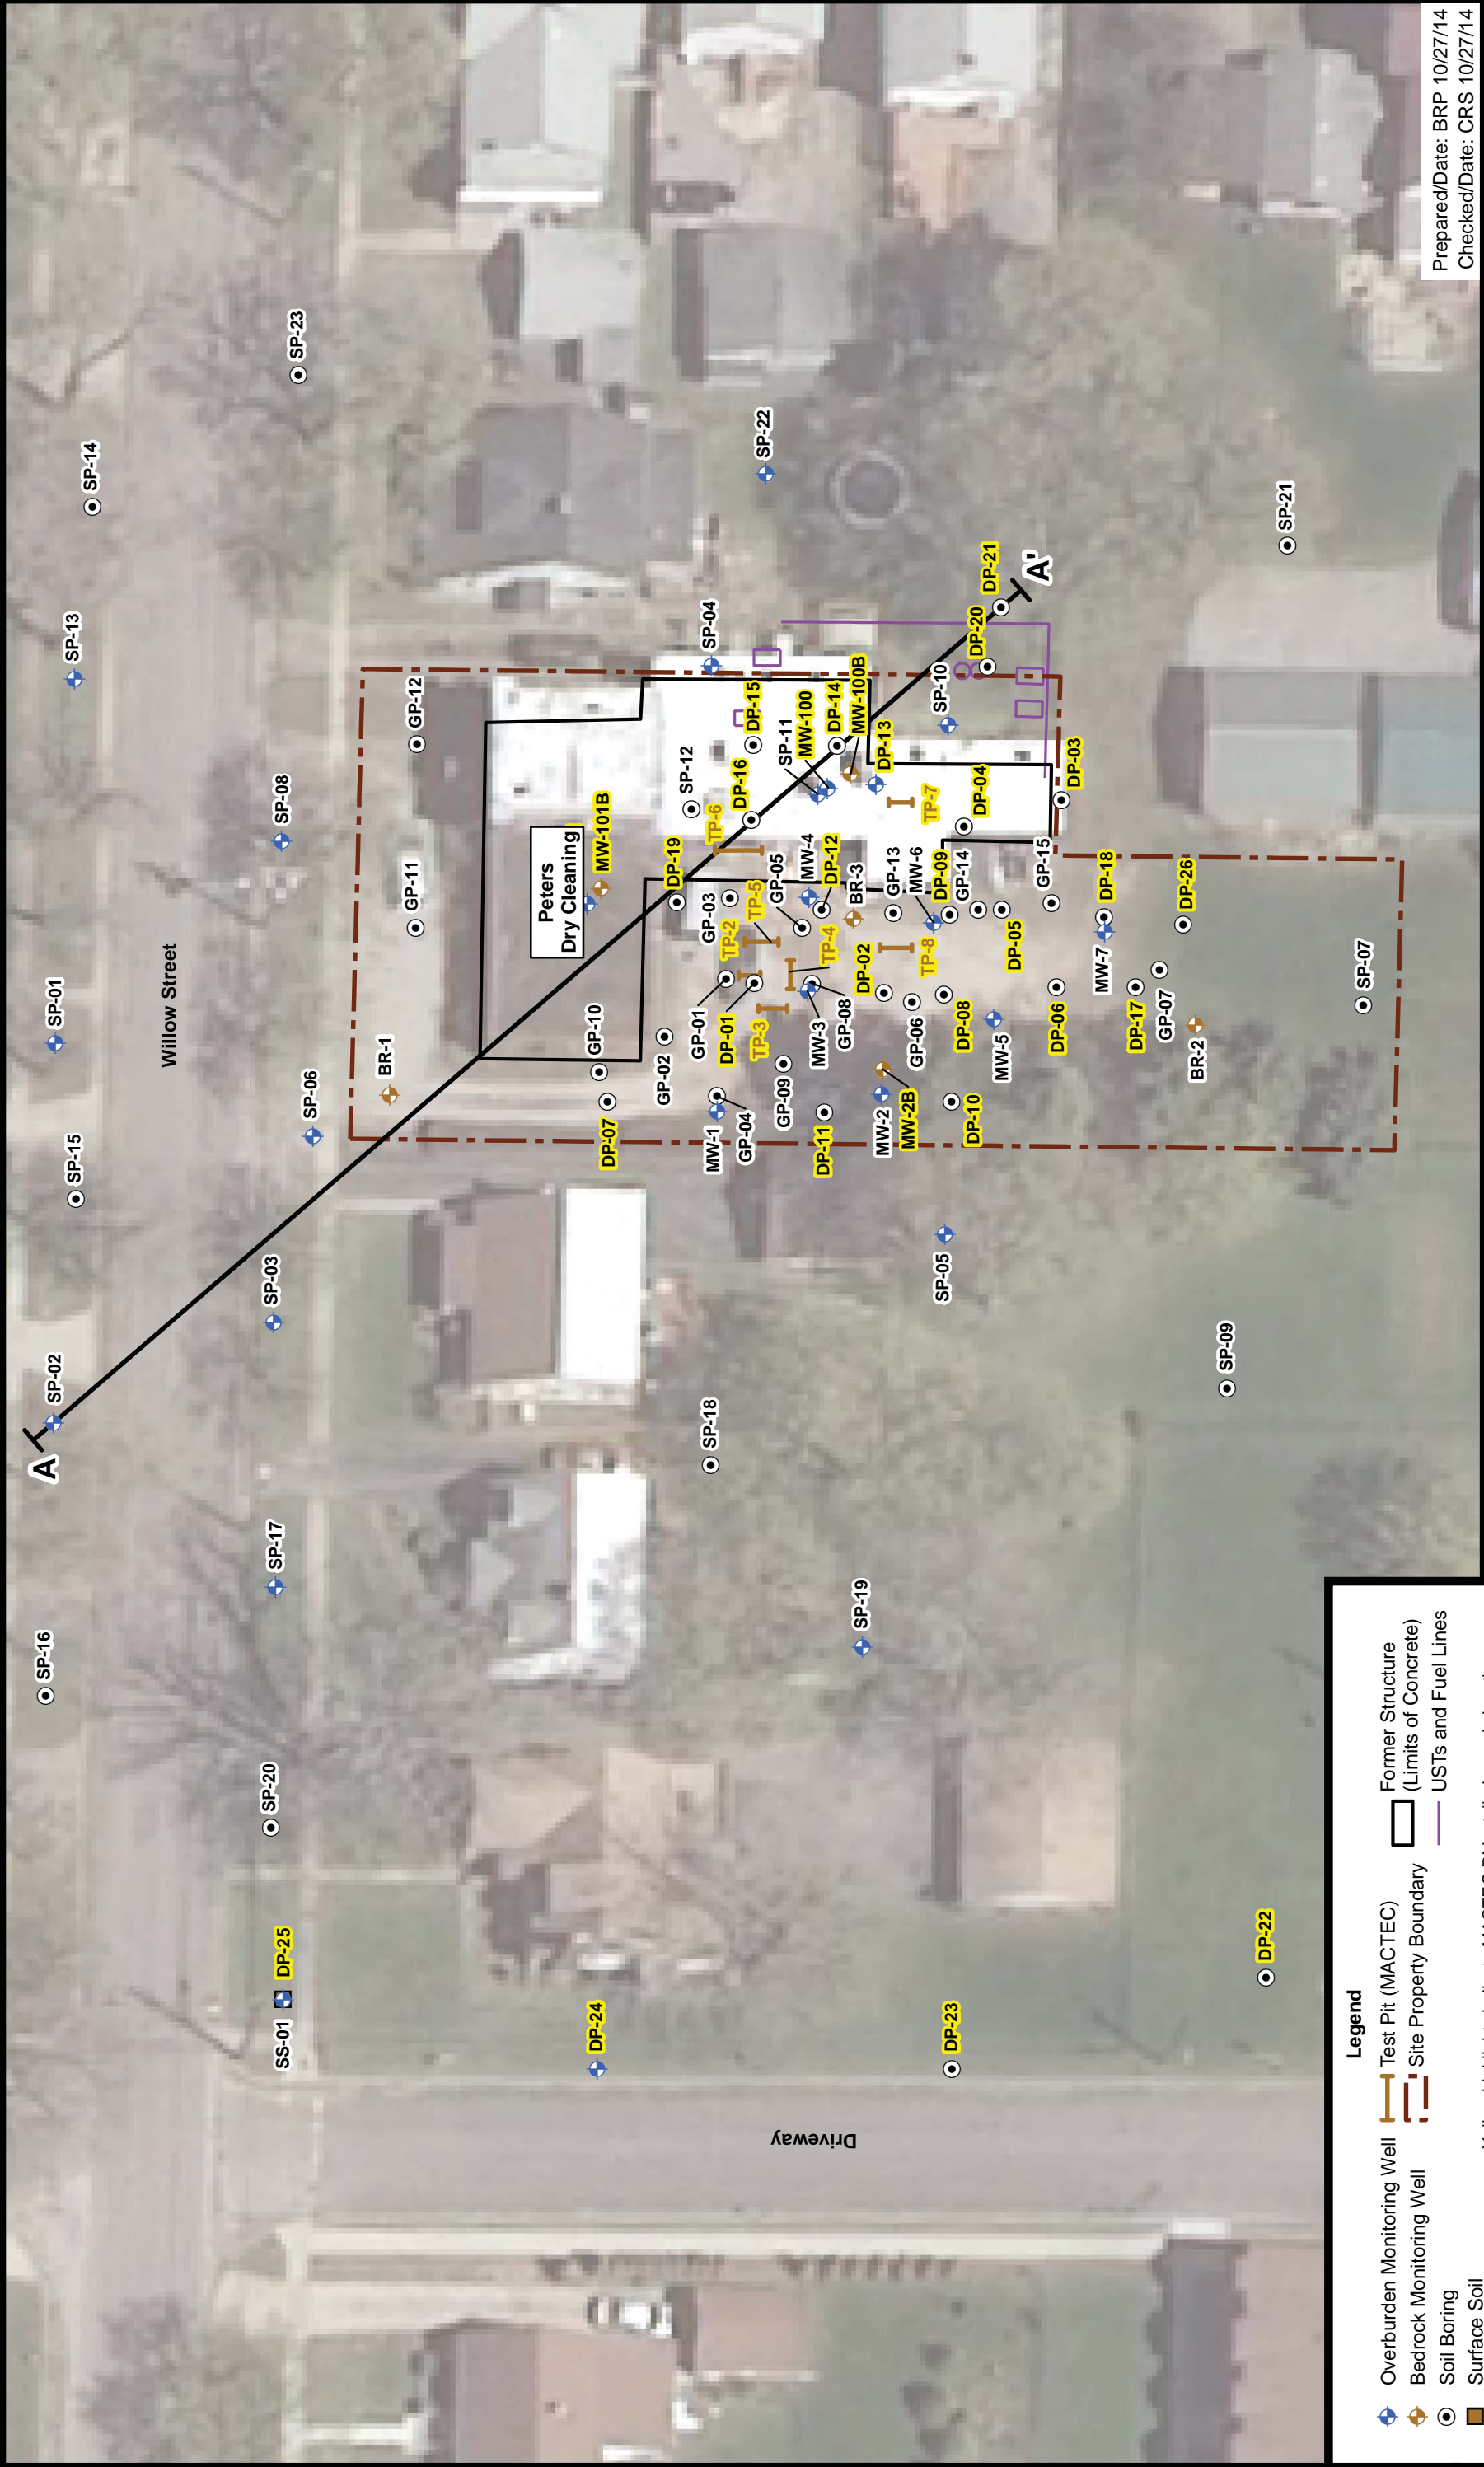 Prepared/Date: BRP 10/27/14
Checked/Date: CRS 10/27/14
SP-16
A
SP-02
SP-15
SP-01
SP-13
SP-14
Willow Street
SP-20
SP-17
SP-03
SP-06
SP-08
SP-23
SS-01
DP-25
BR-1
GP-11
GP-12
Peters
Dry Cleaning
MW-101B
DP-24
DP-07
GP-10
GP-02
DP-19
SP-12
SP-04
SP-18
MW-1
GP-04
GP-01
DP-01
GP-03
TP-2
TP-3
TP-5
TP-6
DP-16
DP-15
SP-22
GP-09
GP-05
TP-4
MW-4
DP-12
SP-11
MW-100
DP-14
MW-100B
DP-11
MW-3
GP-08
DP-02
BR-3
DP-13
SP-19
MW-2
MW-2B
GP-06
TP-8
GP-13
MW-6
TP-7
SP-10
DP-20
DP-21
A'
SP-05
DP-10
DP-08
DP-09
GP-14
DP-04
DP-23
MW-5
DP-05
GP-15
DP-03
DP-06
MW-7
DP-18
DP-17
GP-07
DP-26
BR-2
SP-09
DP-22
SP-07
SP-21
Driveway
Legend
Overburden Monitoring Well
Bedrock Monitoring Well
Soil Boring
Surface Soil
Test Pit (MACTEC)
Site Property Boundary
Former Structure
(Limits of Concrete)
USTs and Fuel Lines